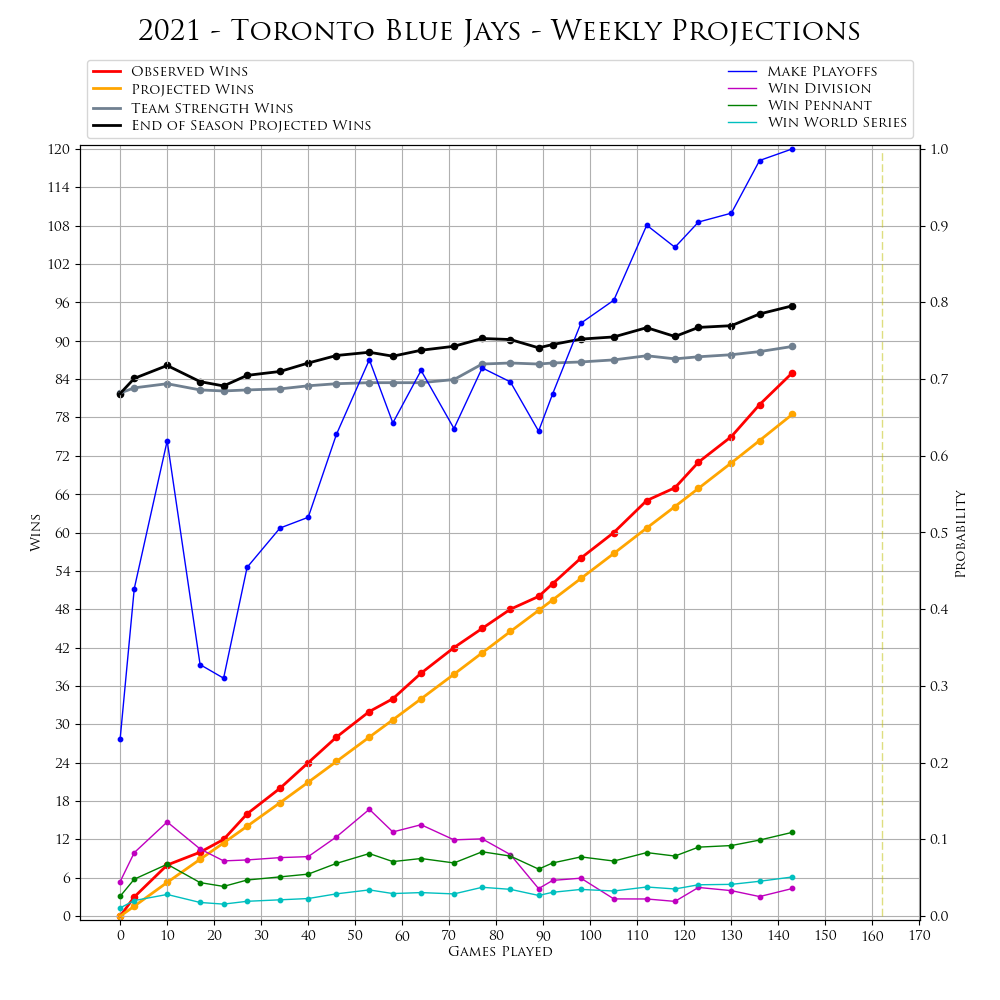 2021 - Toronto Blue Jays - Weekly Projections
Observed Wins
Projected Wins
Team Strength Wins
End of Season Projected Wins
Make Playoffs
Win Division
Win Pennant
Win World Series
120
114
108
102
96
90
84
78
72
66
60
54
48
42
36
30
24
18
12
6
0
Wins
1.0
0.9
0.8
0.7
0.6
0.5
0.4
0.3
0.2
0.1
0.0
Probability
0 10 20 30 40 50 60 70 80 90 100 110 120 130 140 150 160 170
Games Played